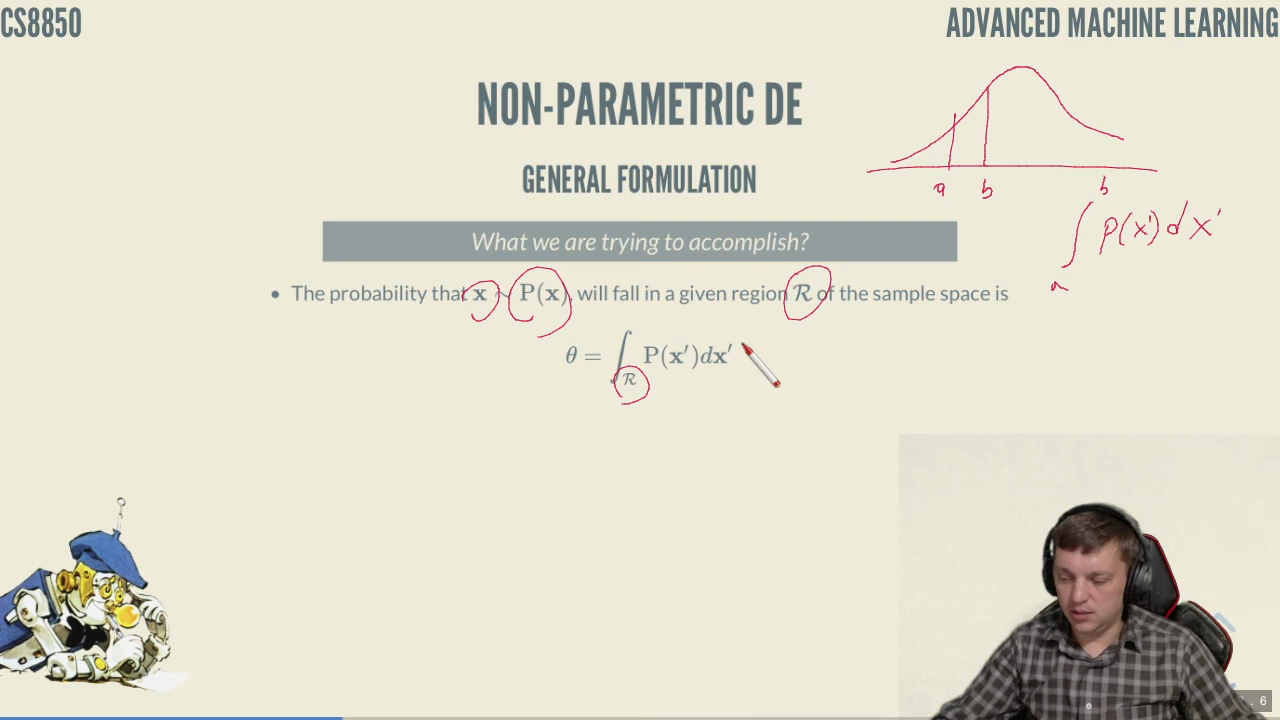 CS8850
ADVANCED MACHINE LEARNING
NON-PARAMETRIC DE
GENERAL FORMULATION
What we are trying to accomplish?
• The probability that x ~ P(x), will fall in a given region R of the sample space is
θ = ∫_R P(x′)dx′
a b b
∫ p(x′)dx′
a
6